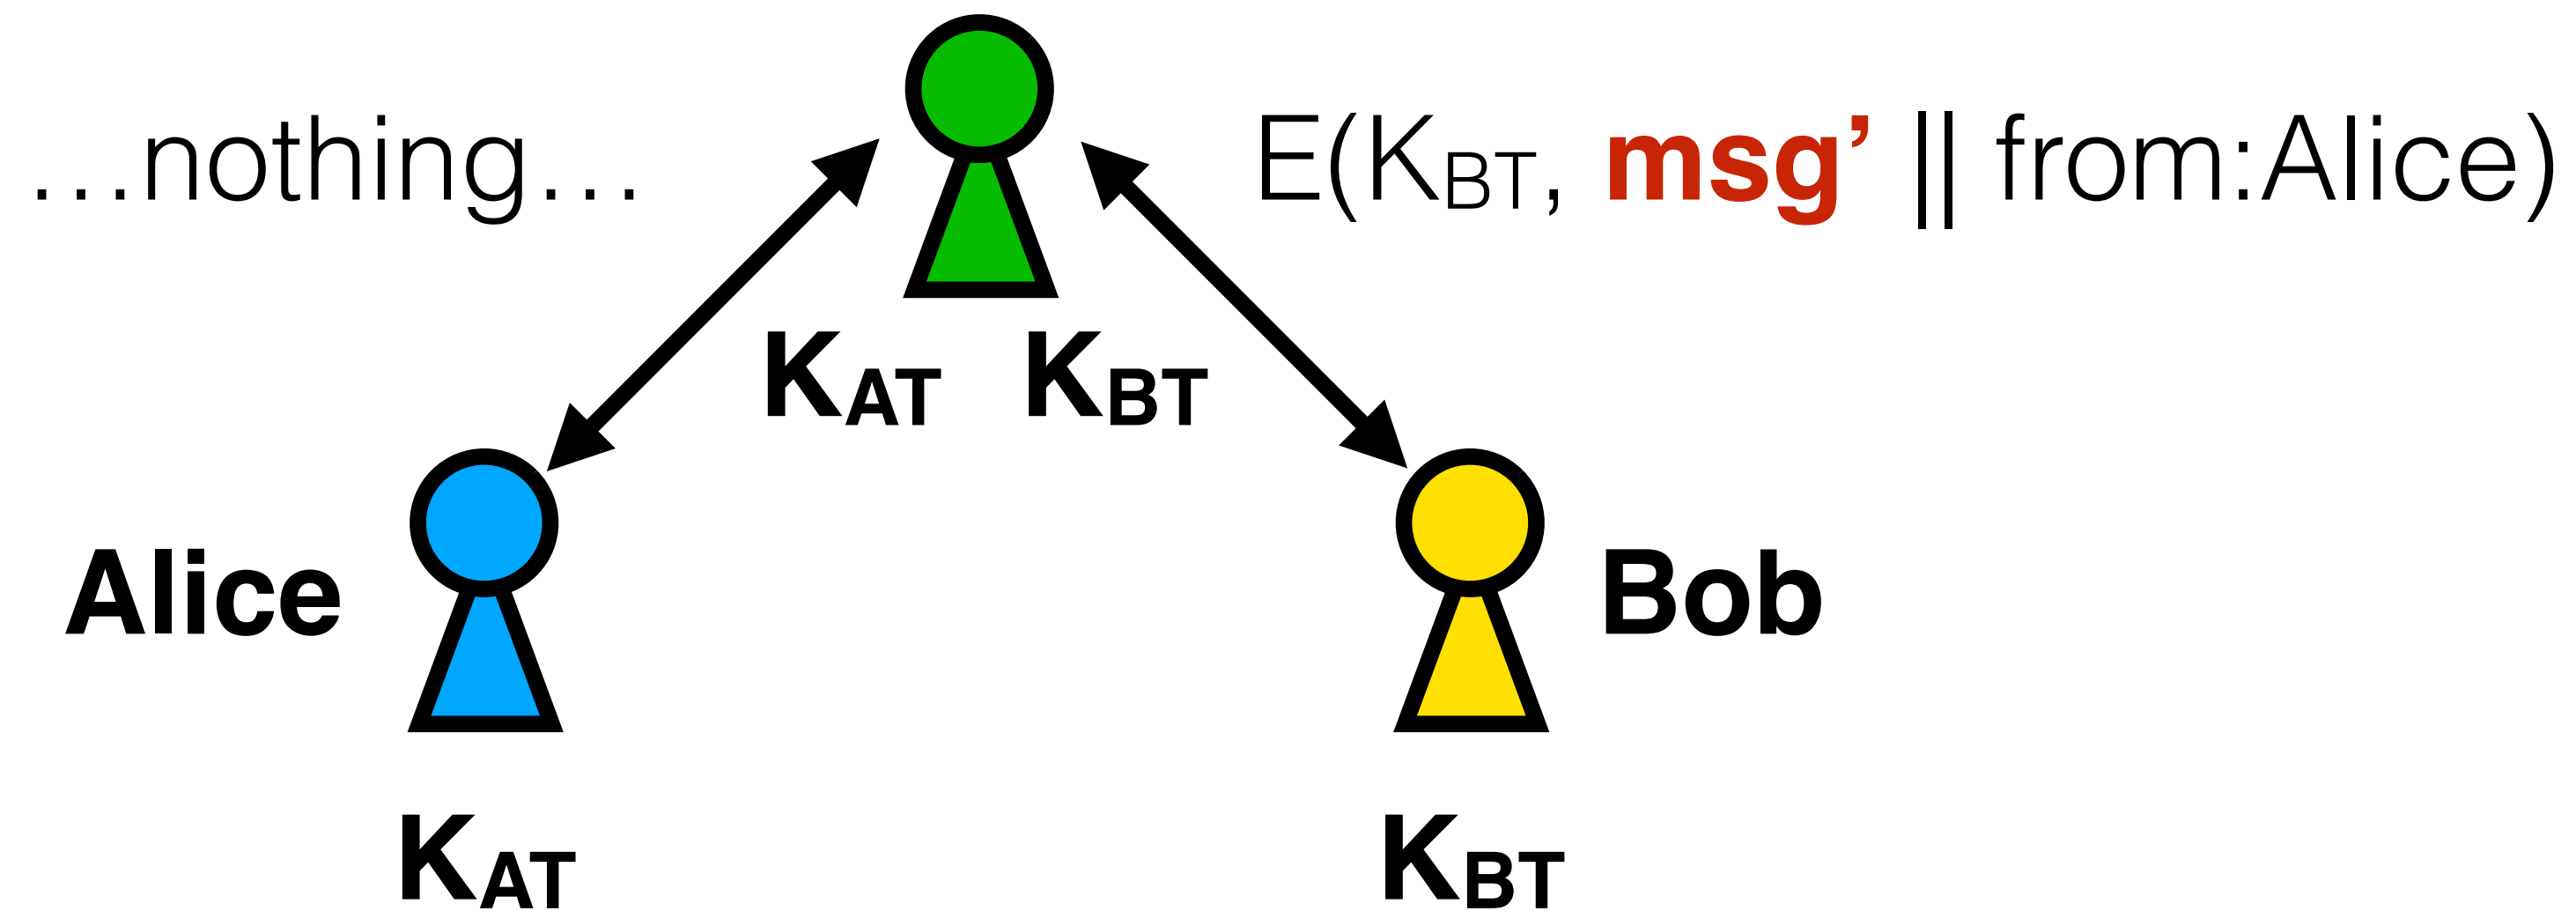 …nothing…
E(KBT, msg’ || from:Alice)
KAT KBT
Alice
Bob
KAT
KBT